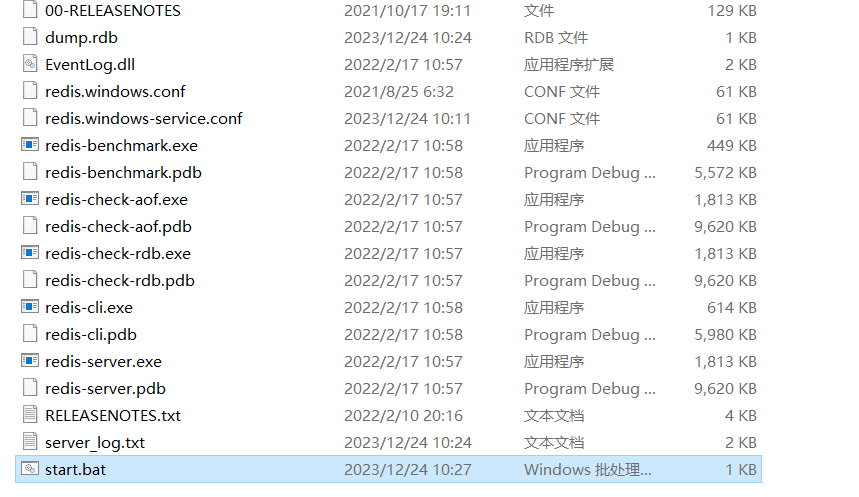 00-RELEASENOTES 2021/10/17 19:11 文件 129 KB
dump.rdb 2023/12/24 10:24 RDB 文件 1 KB
EventLog.dll 2022/2/17 10:57 应用程序扩展 2 KB
redis.windows.conf 2021/8/25 6:32 CONF 文件 61 KB
redis.windows-service.conf 2023/12/24 10:11 CONF 文件 61 KB
redis-benchmark.exe 2022/2/17 10:58 应用程序 449 KB
redis-benchmark.pdb 2022/2/17 10:58 Program Debug ... 5,572 KB
redis-check-aof.exe 2022/2/17 10:57 应用程序 1,813 KB
redis-check-aof.pdb 2022/2/17 10:57 Program Debug ... 9,620 KB
redis-check-rdb.exe 2022/2/17 10:57 应用程序 1,813 KB
redis-check-rdb.pdb 2022/2/17 10:57 Program Debug ... 9,620 KB
redis-cli.exe 2022/2/17 10:58 应用程序 614 KB
redis-cli.pdb 2022/2/17 10:58 Program Debug ... 5,980 KB
redis-server.exe 2022/2/17 10:57 应用程序 1,813 KB
redis-server.pdb 2022/2/17 10:57 Program Debug ... 9,620 KB
RELEASENOTES.txt 2022/2/10 20:16 文本文档 4 KB
server_log.txt 2023/12/24 10:24 文本文档 2 KB
start.bat 2023/12/24 10:27 Windows 批处理... 1 KB